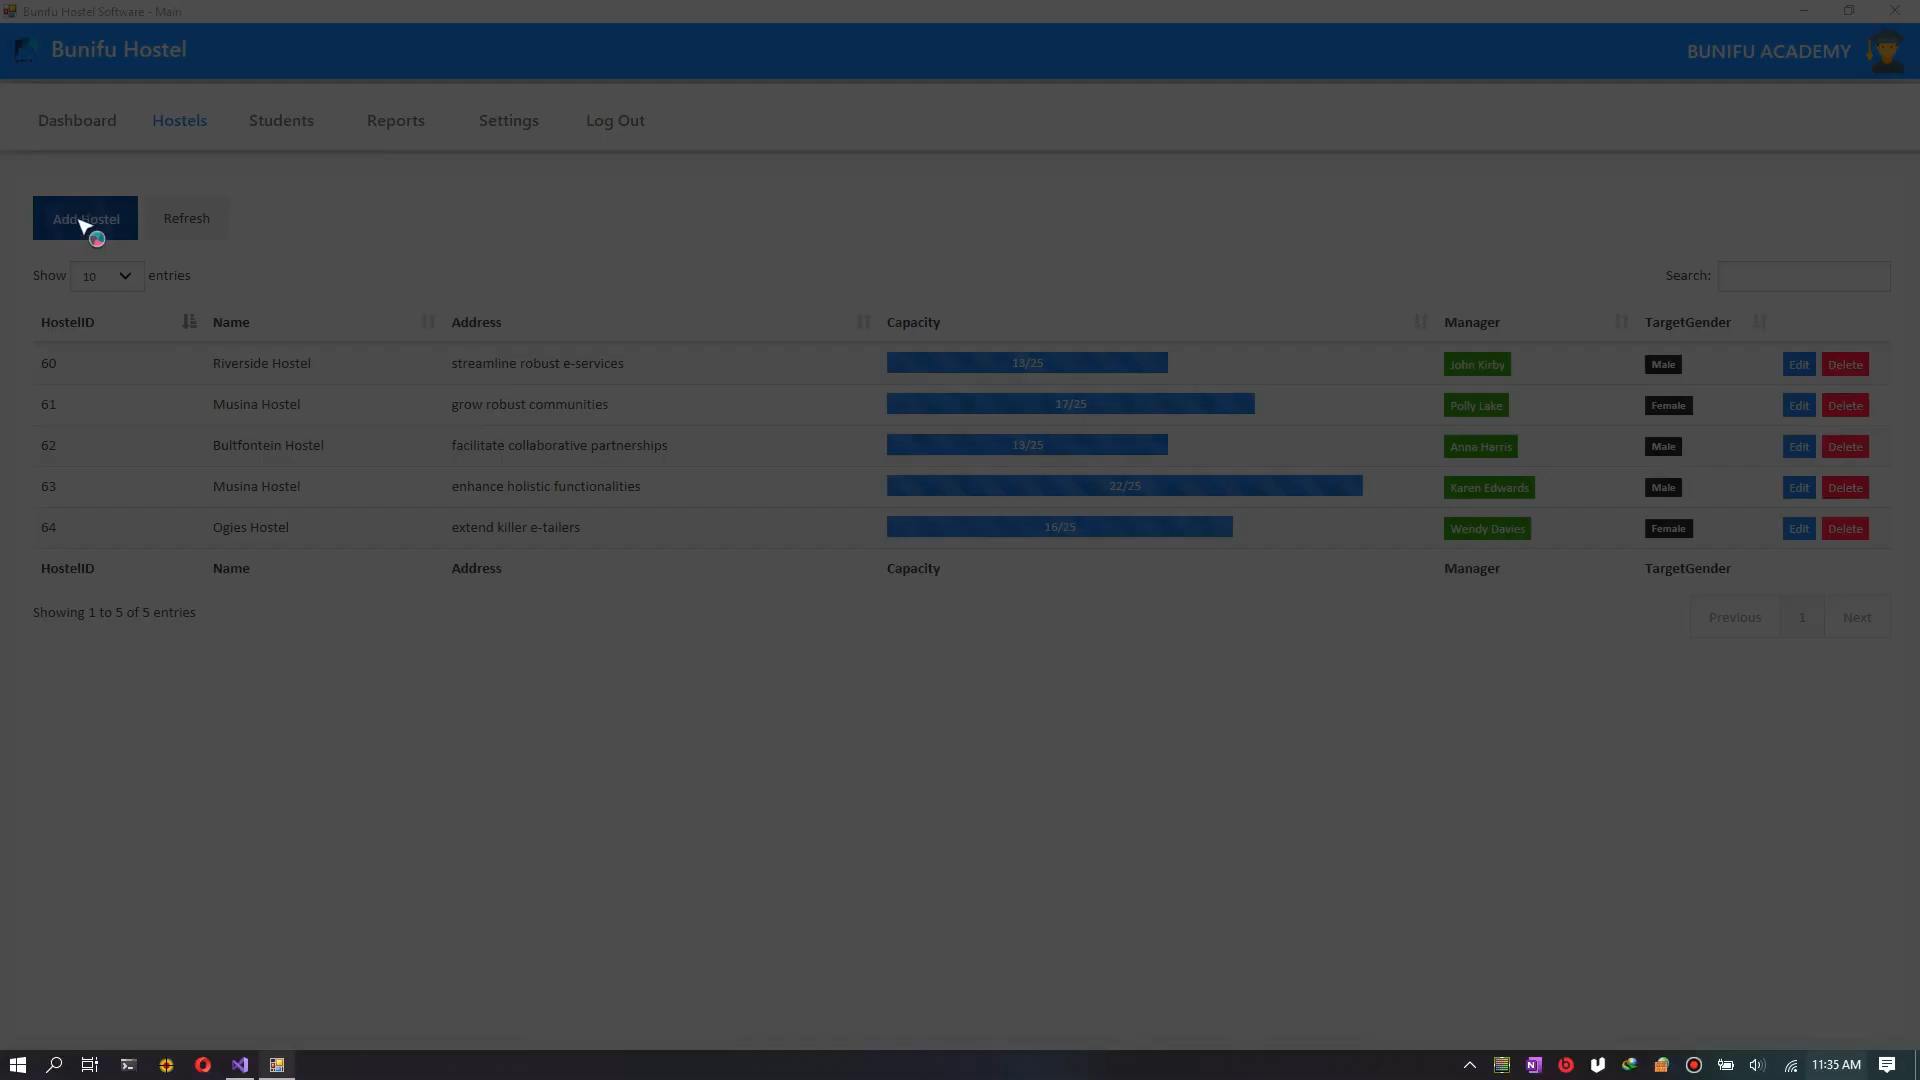 Bunifu Hostel Software - Main
Bunifu Hostel
BUNIFU ACADEMY
Dashboard Hostels Students Reports Settings Log Out
Add Hostel Refresh
Show 10 entries Search:
HostelID Name Address Capacity Manager TargetGender
60 Riverside Hostel streamline robust e-services 13/25 John Kirby Male Edit Delete
61 Musina Hostel grow robust communities 17/25 Polly Lake Female Edit Delete
62 Bultfontein Hostel facilitate collaborative partnerships 13/25 Anna Harris Male Edit Delete
63 Musina Hostel enhance holistic functionalities 22/25 Karen Edwards Male Edit Delete
64 Ogies Hostel extend killer e-tailers 16/25 Wendy Davies Female Edit Delete
HostelID Name Address Capacity Manager TargetGender
Showing 1 to 5 of 5 entries Previous 1 Next
11:35 AM